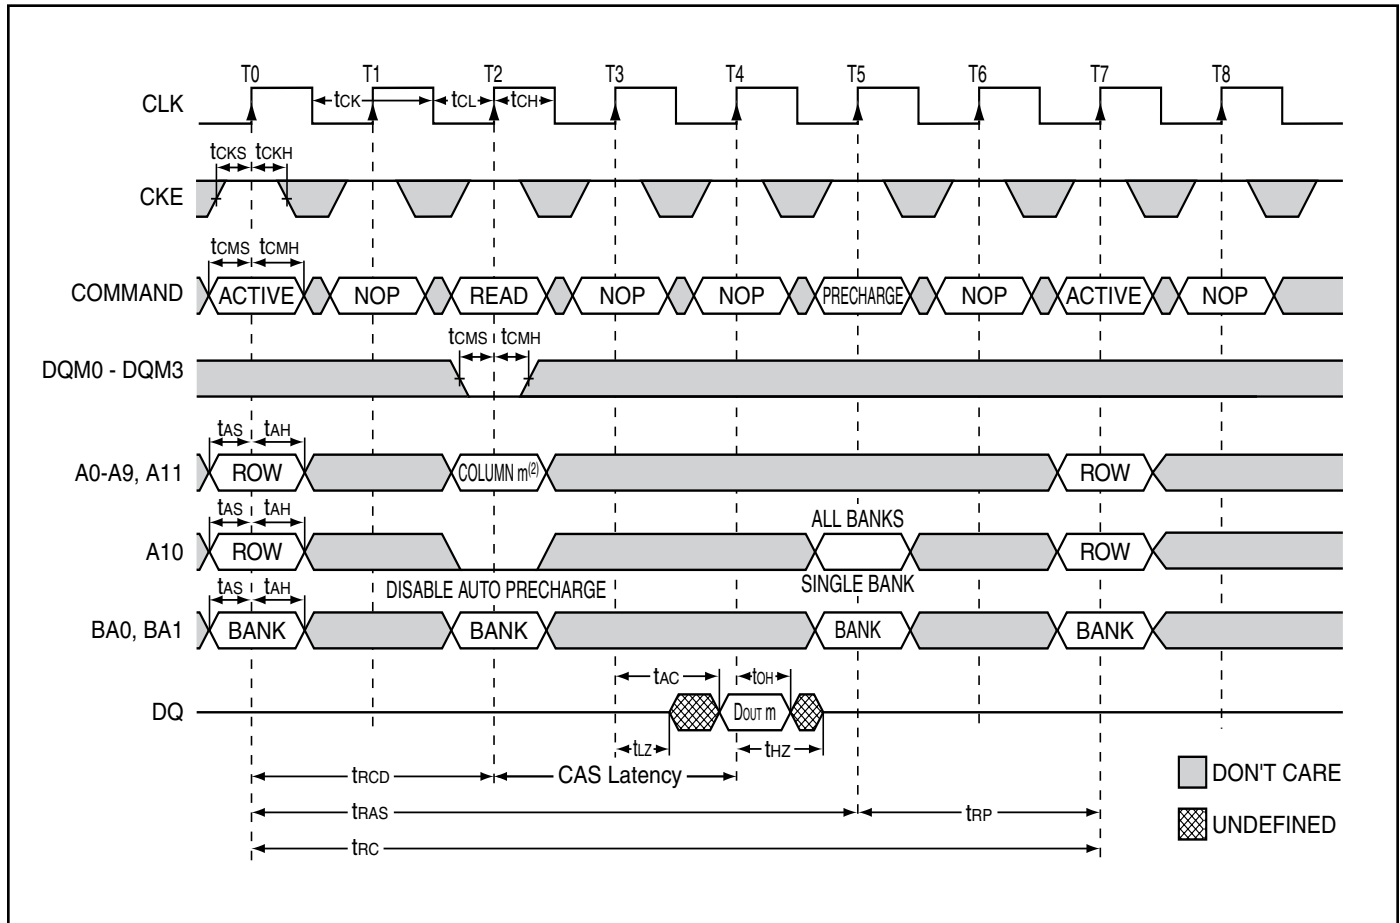 T0 T1 T2 T3 T4 T5 T6 T7 T8
CLK tCK tCL tCH
tCKS tCKH
CKE
tCMS tCMH
COMMAND ACTIVE NOP READ NOP NOP PRECHARGE NOP ACTIVE NOP
tCMS tCMH
DQM0 - DQM3
tAS tAH
A0-A9, A11 ROW COLUMN m(2) ROW
tAS tAH ALL BANKS
A10 ROW ROW
tAS tAH DISABLE AUTO PRECHARGE SINGLE BANK
BA0, BA1 BANK BANK BANK BANK
tAC tOH
DQ DOUT m
tLZ tHZ
tRCD CAS Latency DON'T CARE
tRAS tRP
UNDEFINED
tRC